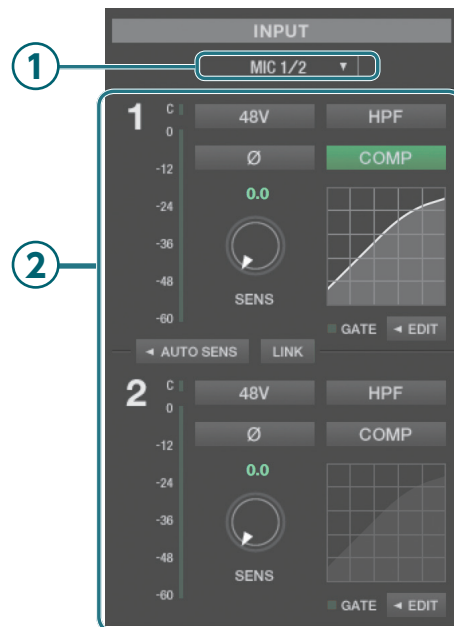 INPUT
1
MIC 1/2 ▼
2
1
C
0
-12
-24
-36
-48
-60
48V
HPF
Ø
COMP
0.0
SENS
GATE
◄ EDIT
◄ AUTO SENS
LINK
2
C
0
-12
-24
-36
-48
-60
48V
HPF
Ø
COMP
0.0
SENS
GATE
◄ EDIT